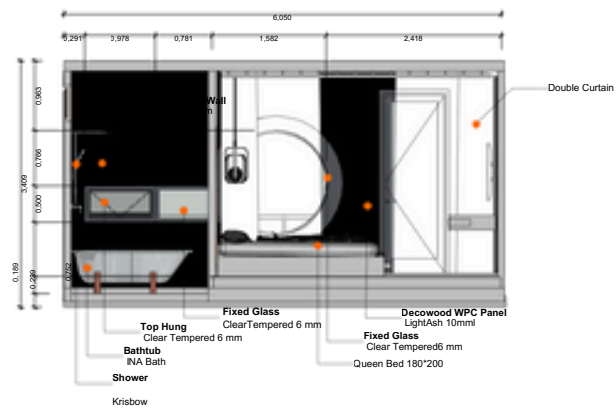 6,050
0,291 0,978 0,781 1,582 2,418
Double Curtain
Wall
0,963
0,766
3,409
0,500
0,189
0,239
0,752
Fixed Glass
ClearTempered 6 mm
Decowood WPC Panel
LightAsh 10mml
Top Hung
Clear Tempered 6 mm
Fixed Glass
Clear Tempered6 mm
Bathtub
INA Bath
Queen Bed 180*200
Shower
Krisbow